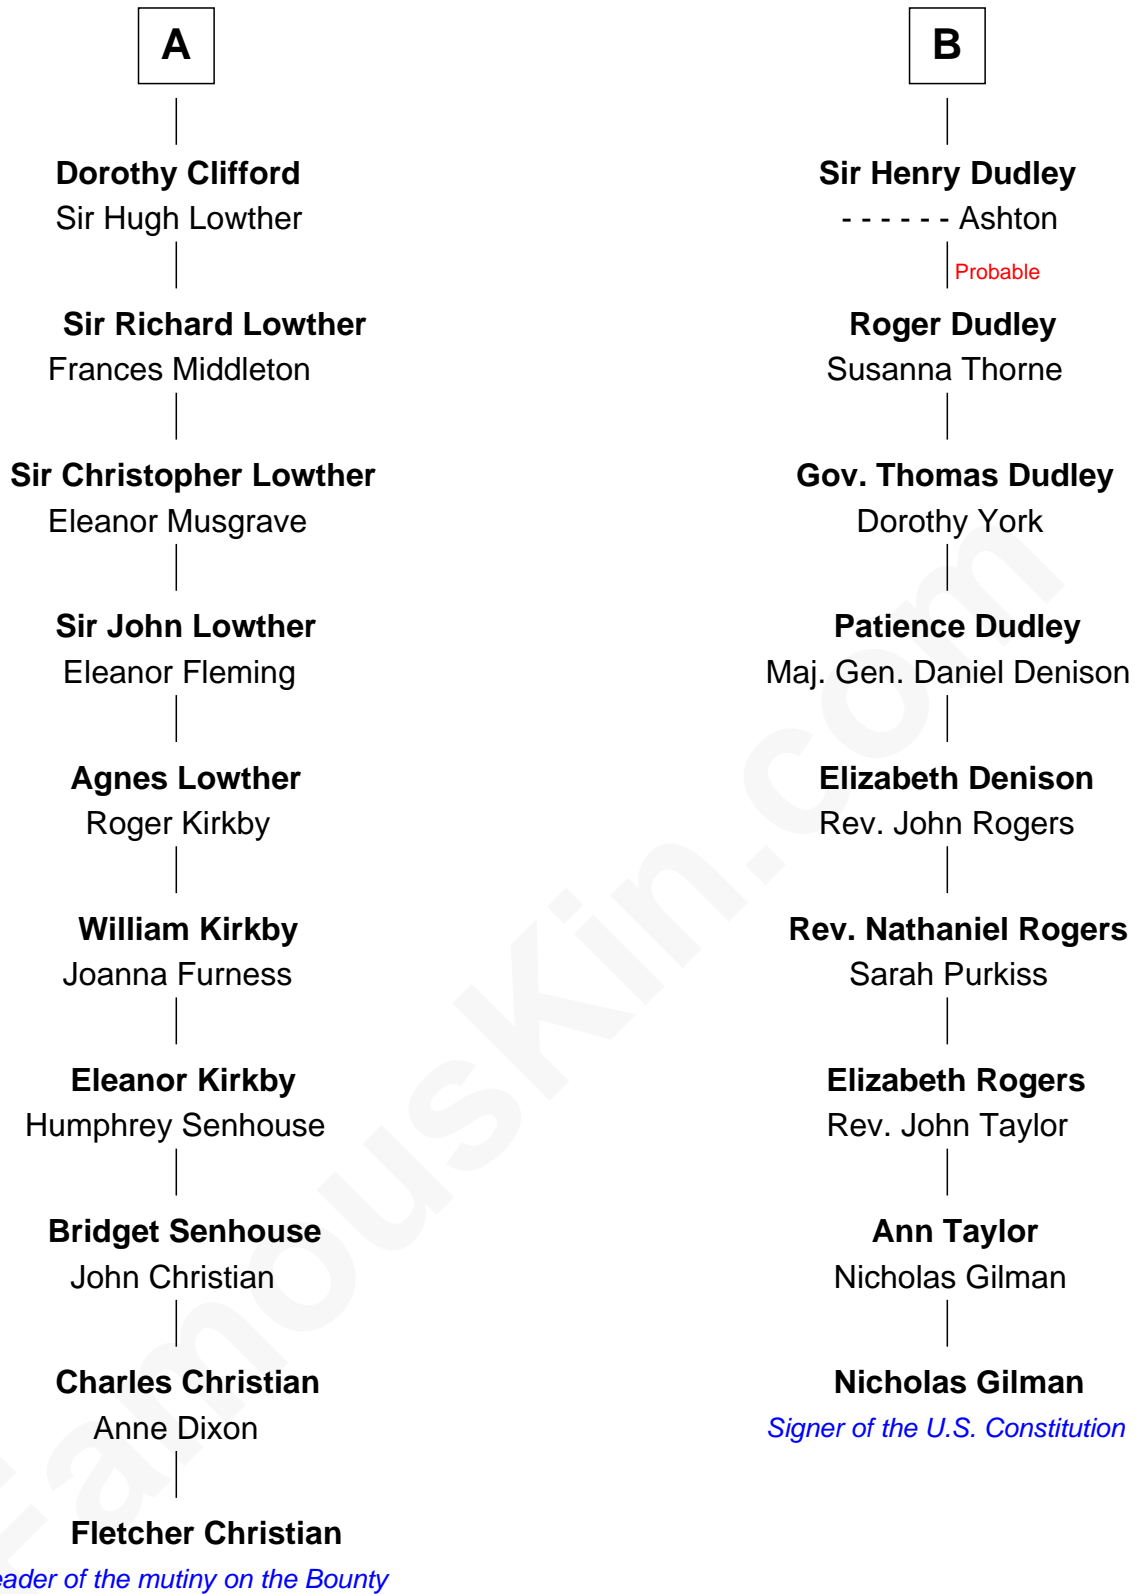 A
Dorothy Clifford
Sir Hugh Lowther
Sir Richard Lowther
Frances Middleton
Sir Christopher Lowther
Eleanor Musgrave
Sir John Lowther
Eleanor Fleming
Agnes Lowther
Roger Kirkby
William Kirkby
Joanna Furness
Eleanor Kirkby
Humphrey Senhouse
Bridget Senhouse
John Christian
Charles Christian
Anne Dixon
Fletcher Christian
eader of the mutiny on the Bounty
B
Sir Henry Dudley
- - - - - - Ashton
Probable
Roger Dudley
Susanna Thorne
Gov. Thomas Dudley
Dorothy York
Patience Dudley
Maj. Gen. Daniel Denison
Elizabeth Denison
Rev. John Rogers
Rev. Nathaniel Rogers
Sarah Purkiss
Elizabeth Rogers
Rev. John Taylor
Ann Taylor
Nicholas Gilman
Nicholas Gilman
Signer of the U.S. Constitution
FamousKin.com